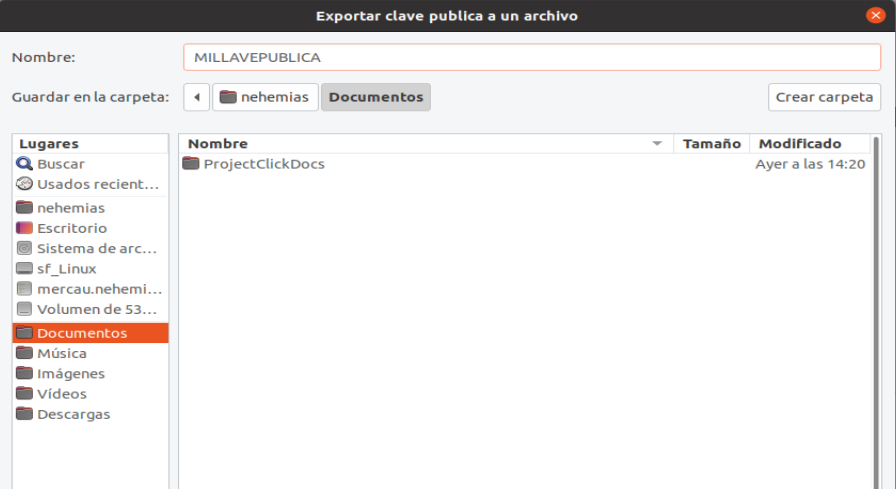 Exportar clave publica a un archivo
Nombre: MILLAVEPUBLICA
Guardar en la carpeta: nehemias Documentos Crear carpeta
Lugares
Buscar
Usados recient...
nehemias
Escritorio
Sistema de arc...
sf_Linux
mercau.nehemi...
Volumen de 53...
Documentos
Música
Imágenes
Vídeos
Descargas
Nombre Tamaño Modificado
ProjectClickDocs Ayer a las 14:20